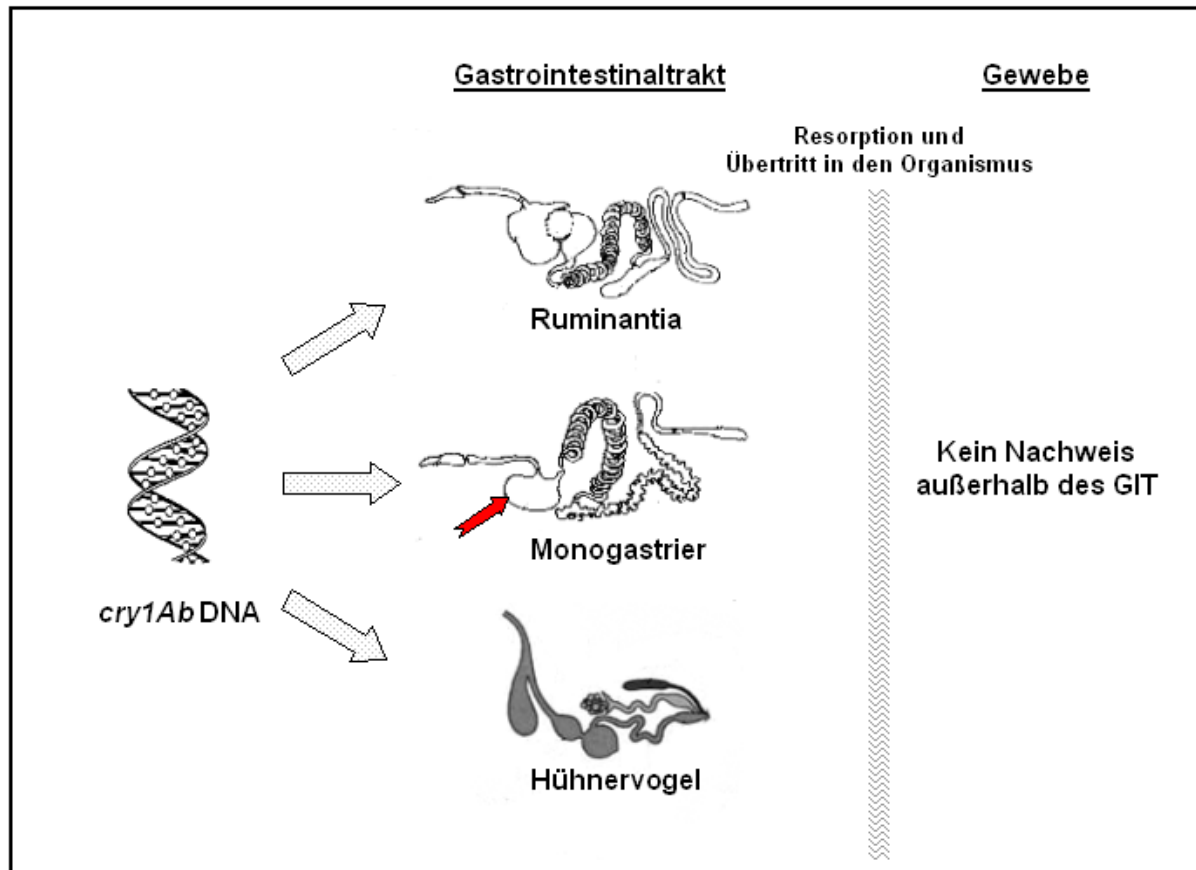 Gastrointestinaltrakt
Gewebe
Resorption und
Übertritt in den Organismus
Ruminantia
Monogastrier
Kein Nachweis
außerhalb des GIT
cry1Ab DNA
Hühnervogel